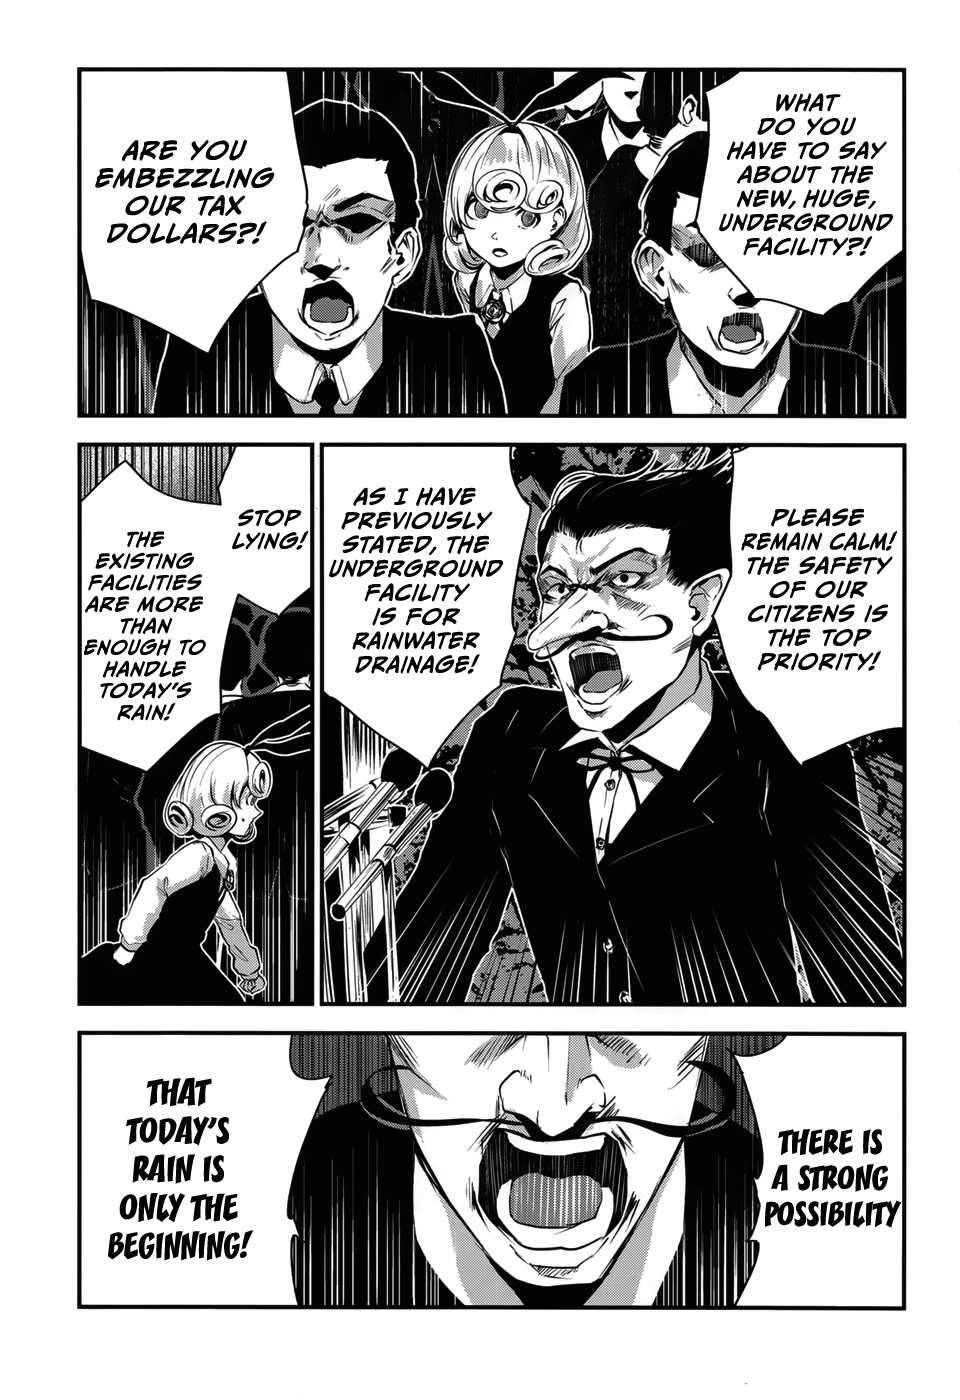 WHAT
DO YOU
HAVE TO SAY
ABOUT THE
NEW, HUGE,
UNDERGROUND
FACILITY?!
ARE YOU
EMBEZZLING
OUR TAX
DOLLARS?!
PLEASE
REMAIN CALM!
THE SAFETY
OF OUR
CITIZENS IS
THE TOP
PRIORITY!
AS I HAVE
PREVIOUSLY
STATED, THE
UNDERGROUND
FACILITY
IS FOR
RAINWATER
DRAINAGE!
STOP
LYING!
THE
EXISTING
FACILITIES
ARE MORE
THAN
ENOUGH TO
HANDLE
TODAY'S
RAIN!
THERE IS
A STRONG
POSSIBILITY
THAT
TODAY'S
RAIN IS
ONLY THE
BEGINNING!